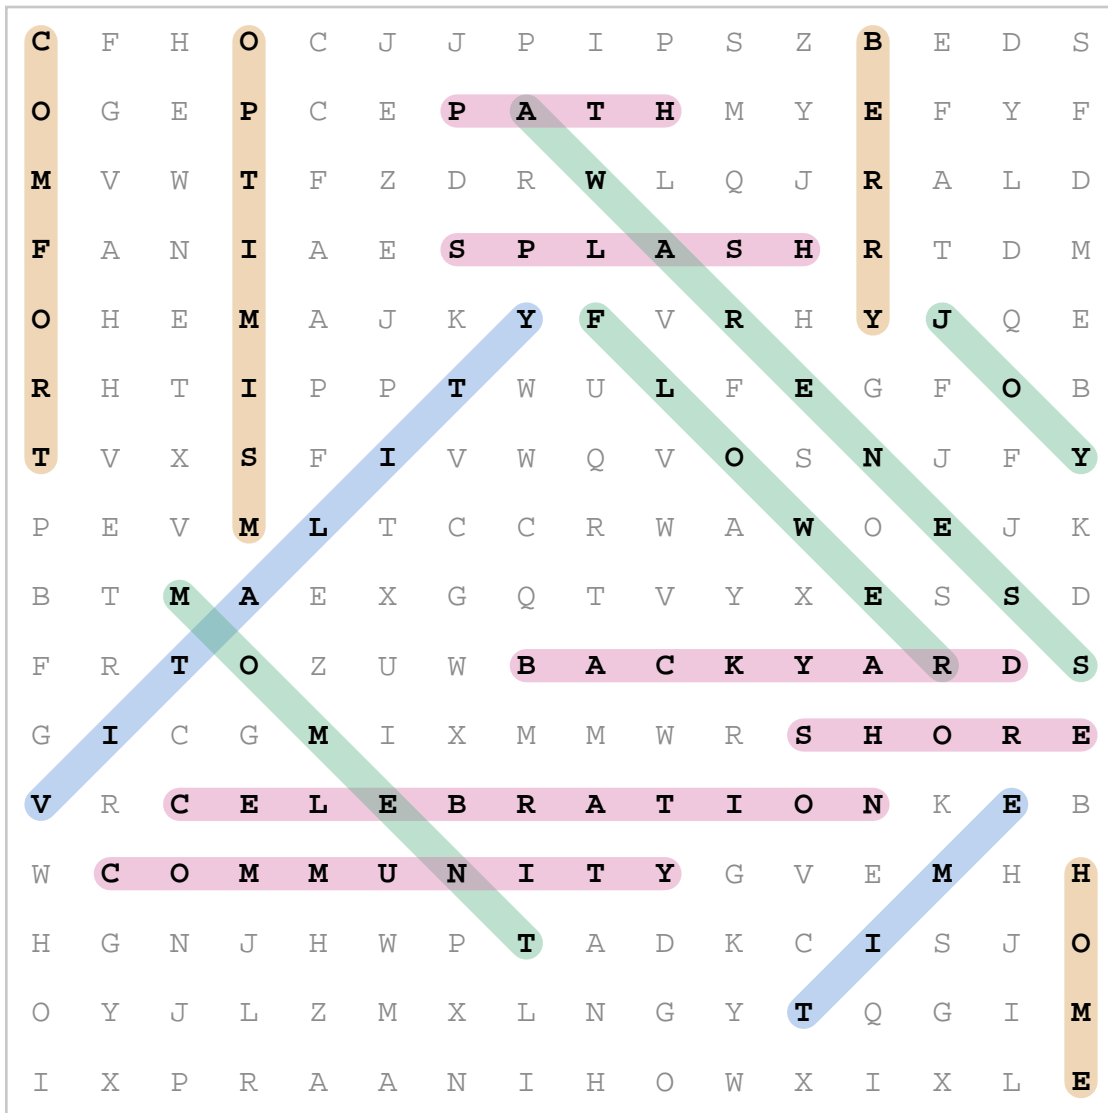 C F H O C J J P I P S Z B E D S
O G E P C E P A T H M Y E F Y F
M V W T F Z D R W L Q J R A L D
F A N I A E S P L A S H R T D M
O H E M A J K Y F V R H Y J Q E
R H T I P P T W U L F E G F O B
T V X S F I V W Q V O S N J F Y
P E V M L T C C R W A W O E J K
B T M A E X G Q T V Y X E S S D
F R T O Z U W B A C K Y A R D S
G I C G M I X M M W R S H O R E
V R C E L E B R A T I O N K E B
W C O M M U N I T Y G V E M H H
H G N J H W P T A D K C I S J O
O Y J L Z M X L N G Y T Q G I M
I X P R A A N I H O W X I X L E